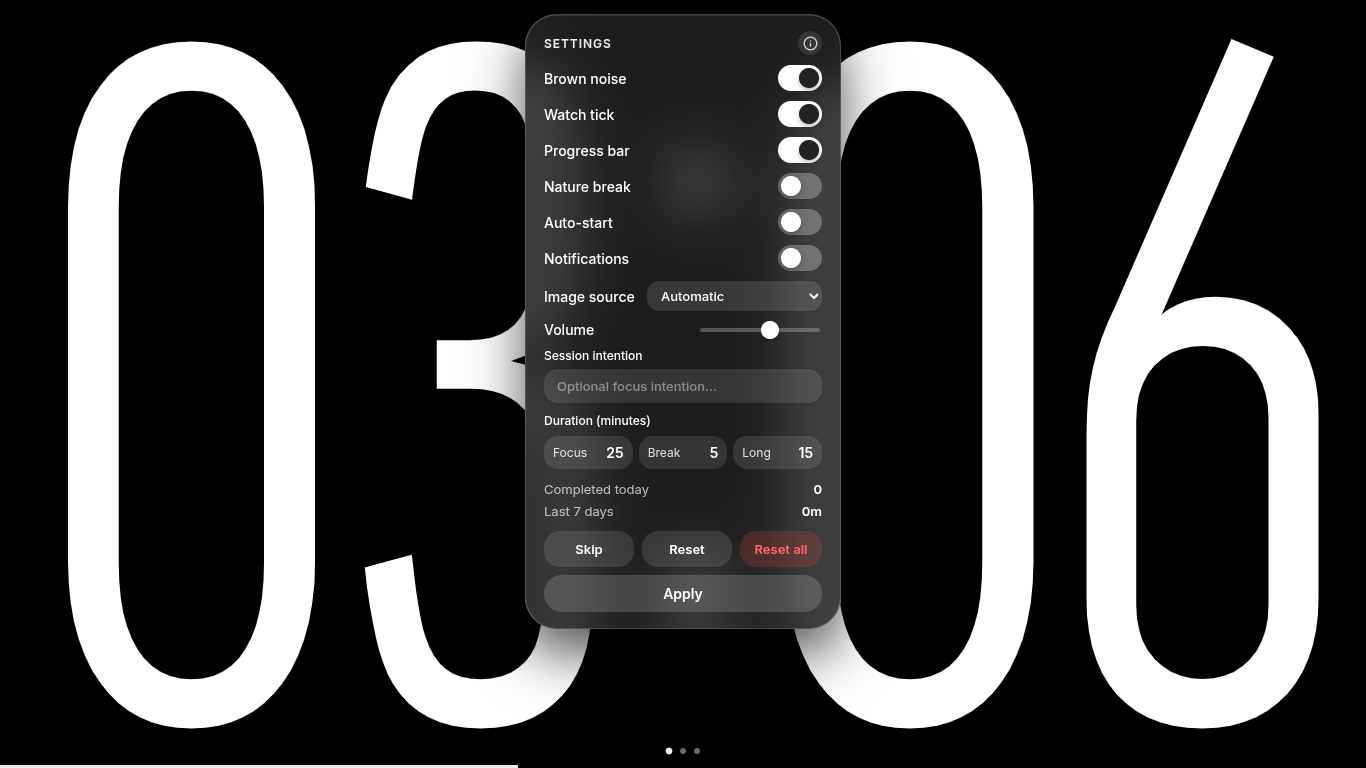 03 06
SETTINGS
Brown noise
Watch tick
Progress bar
Nature break
Auto-start
Notifications
Image source Automatic
Volume
Session intention
Optional focus intention...
Duration (minutes)
Focus 25 Break 5 Long 15
Completed today 0
Last 7 days 0m
Skip Reset Reset all
Apply